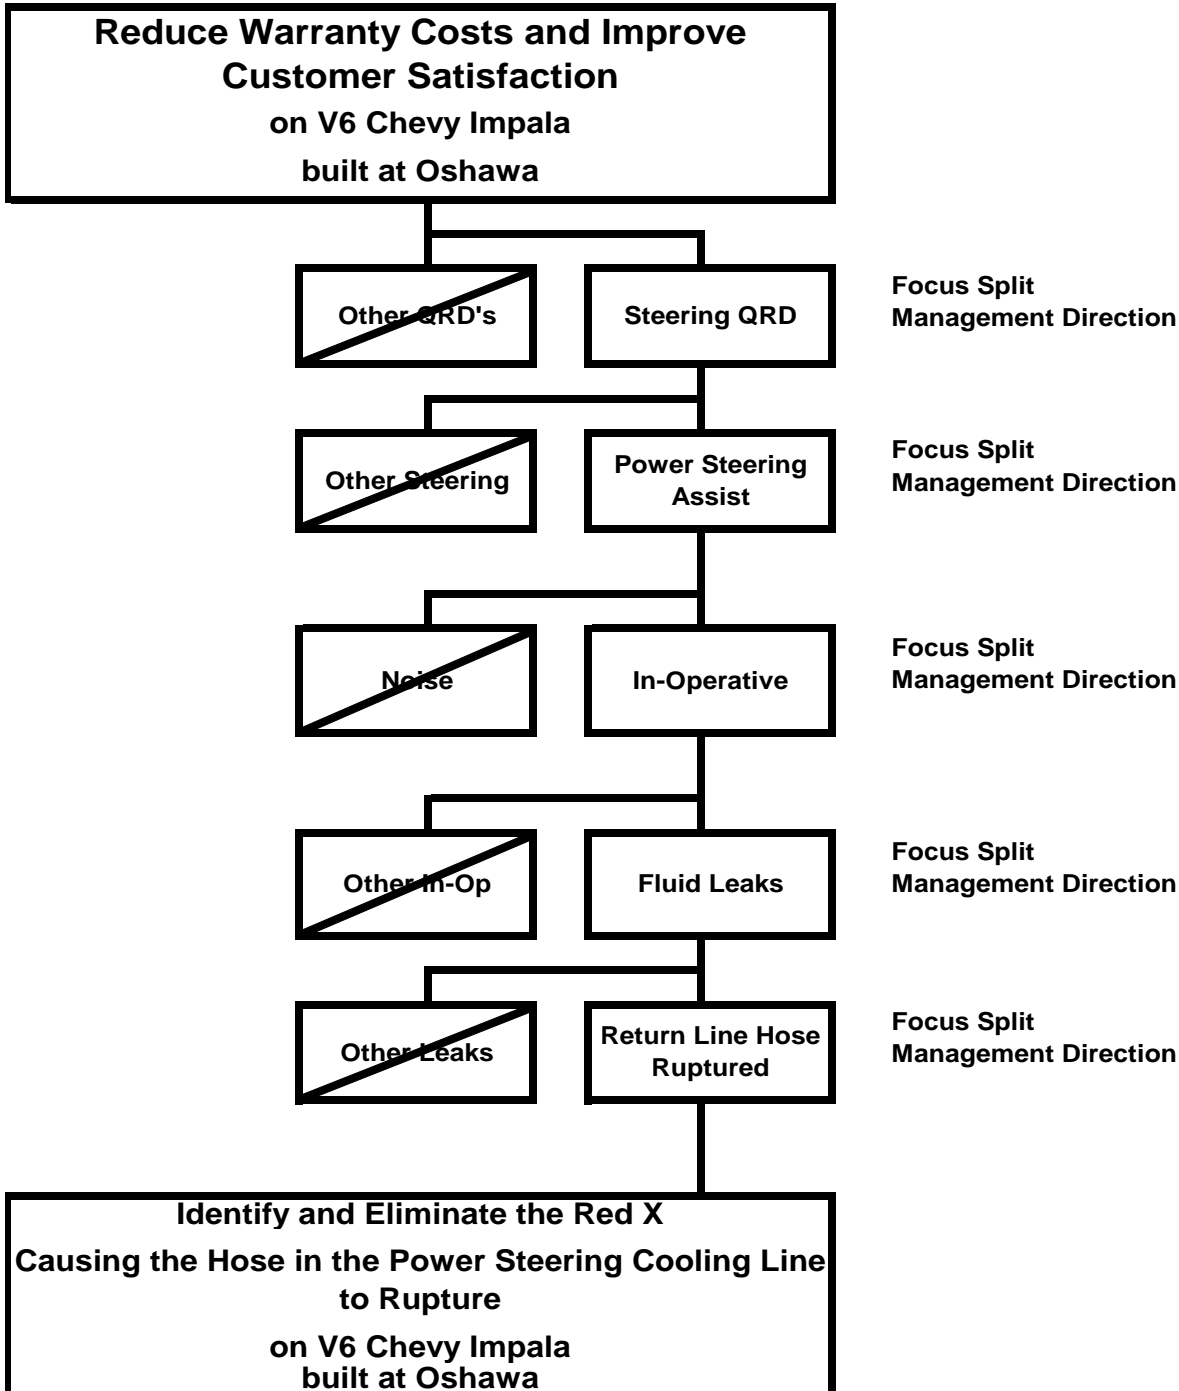 Reduce Warranty Costs and Improve
Customer Satisfaction
on V6 Chevy Impala
built at Oshawa
Other QRD's
Steering QRD
Focus Split
Management Direction
Other Steering
Power Steering
Assist
Focus Split
Management Direction
Noise
In-Operative
Focus Split
Management Direction
Other In-Op
Fluid Leaks
Focus Split
Management Direction
Other Leaks
Return Line Hose
Ruptured
Focus Split
Management Direction
Identify and Eliminate the Red X
Causing the Hose in the Power Steering Cooling Line
to Rupture
on V6 Chevy Impala
built at Oshawa